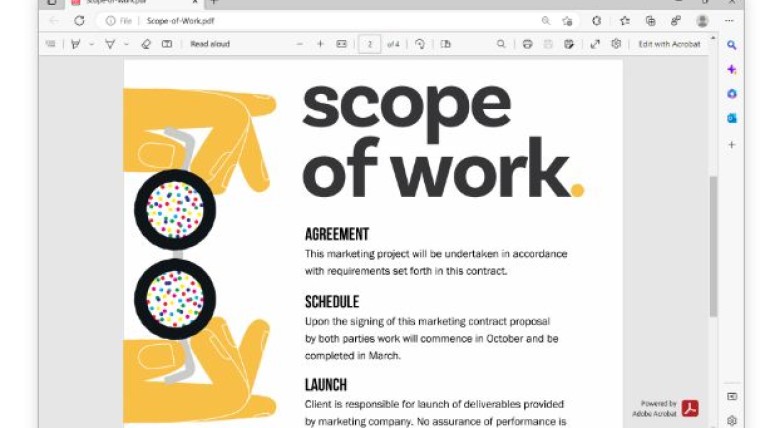 Scope-of-Work.pdf
File | Scope-of-Work.pdf
Read aloud
2 of 4
Edit with Acrobat
scope
of work.
AGREEMENT
This marketing project will be undertaken in accordance
with requirements set forth in this contract.
SCHEDULE
Upon the signing of this marketing contract proposal
by both parties work will commence in October and be
completed in March.
LAUNCH
Client is responsible for launch of deliverables provided
by marketing company. No assurance of performance is
Powered by
Adobe Acrobat